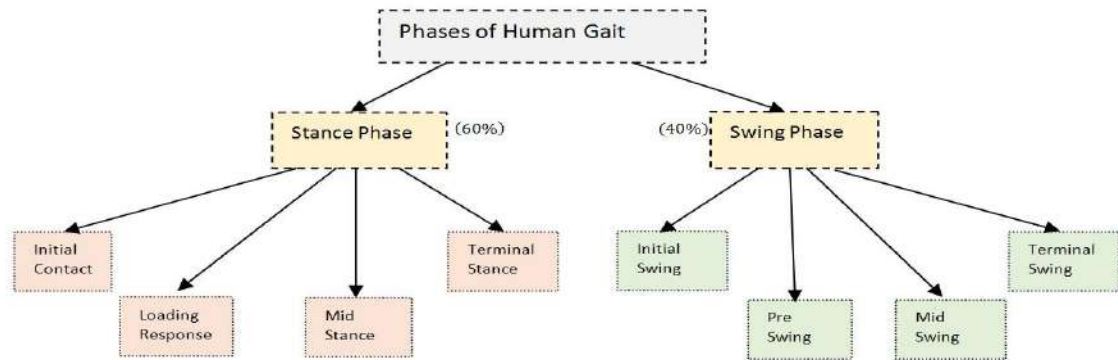 Phases of Human Gait
Stance Phase
(60%)
(40%)
Swing Phase
Initial
Contact
Loading
Response
Mid
Stance
Terminal
Stance
Initial
Swing
Pre
Swing
Mid
Swing
Terminal
Swing